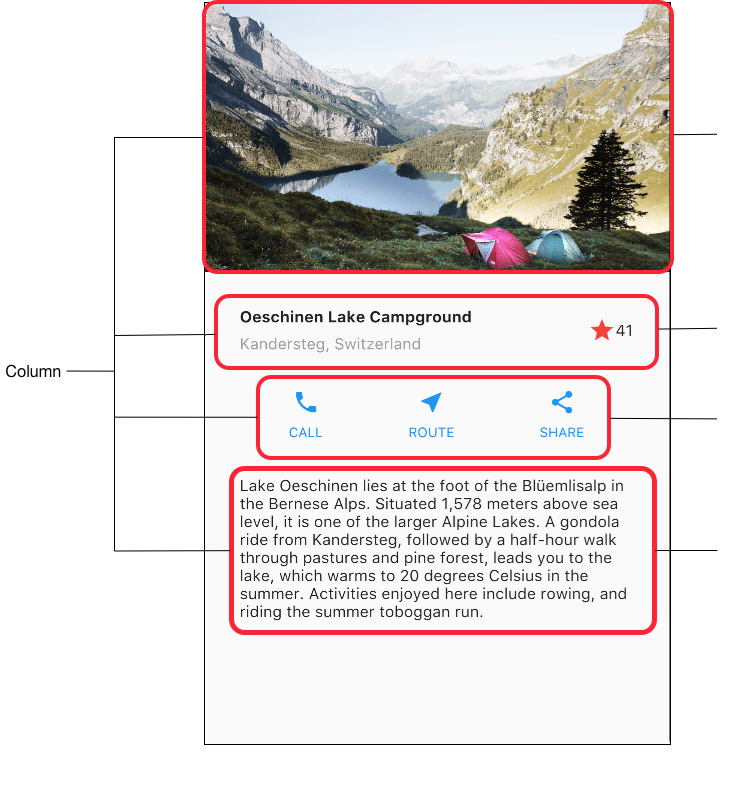 Oeschinen Lake Campground
Kandersteg, Switzerland
41
Column
CALL
ROUTE
SHARE
Lake Oeschinen lies at the foot of the Blüemlisalp in
the Bernese Alps. Situated 1,578 meters above sea
level, it is one of the larger Alpine Lakes. A gondola
ride from Kandersteg, followed by a half-hour walk
through pastures and pine forest, leads you to the
lake, which warms to 20 degrees Celsius in the
summer. Activities enjoyed here include rowing, and
riding the summer toboggan run.